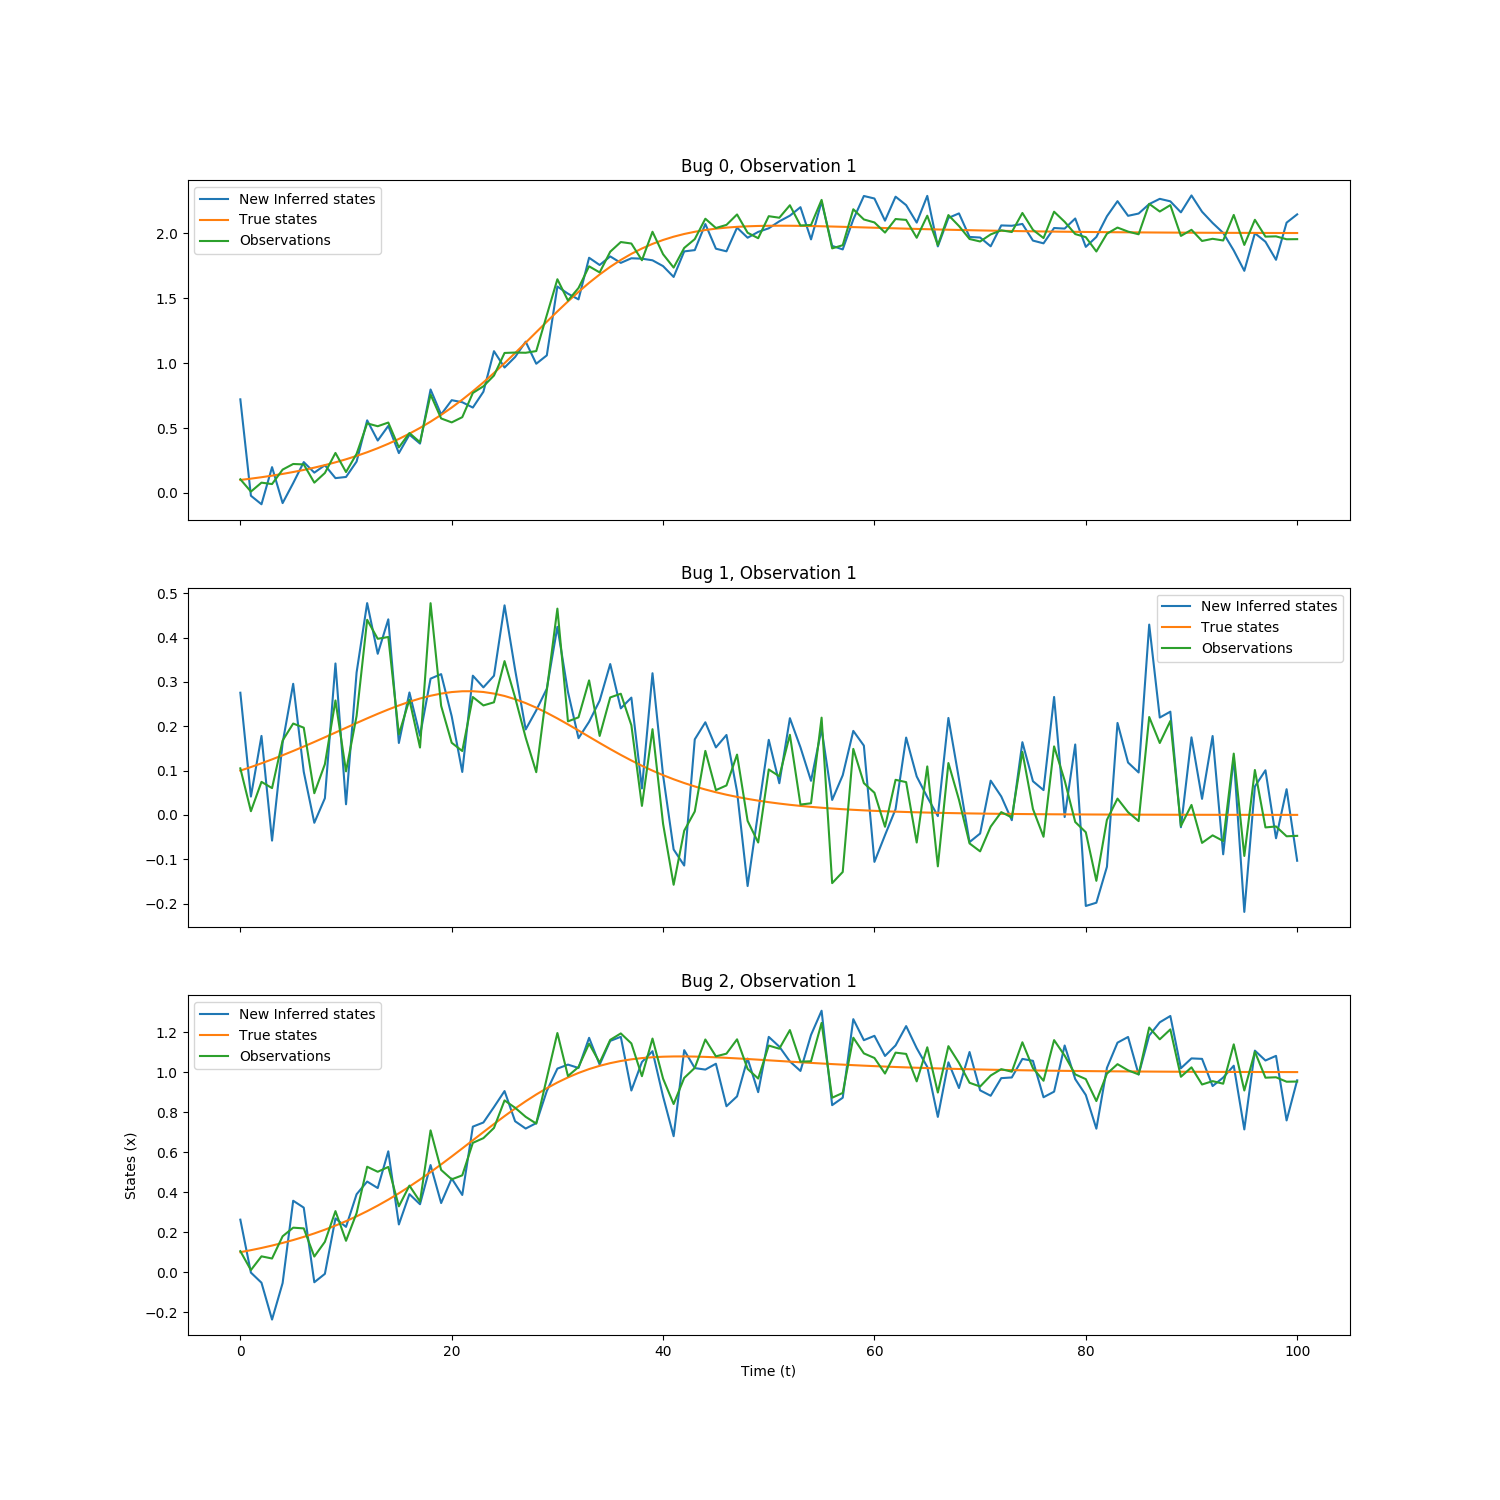 Bug 0, Observation 1
New Inferred states
True states
Observations
2.0
1.5
1.0
0.5
0.0
Bug 1, Observation 1
New Inferred states
True states
Observations
0.5
0.4
0.3
0.2
0.1
0.0
−0.1
−0.2
Bug 2, Observation 1
New Inferred states
True states
Observations
1.2
1.0
0.8
0.6
0.4
0.2
0.0
−0.2
States (x)
0 20 40 60 80 100
Time (t)